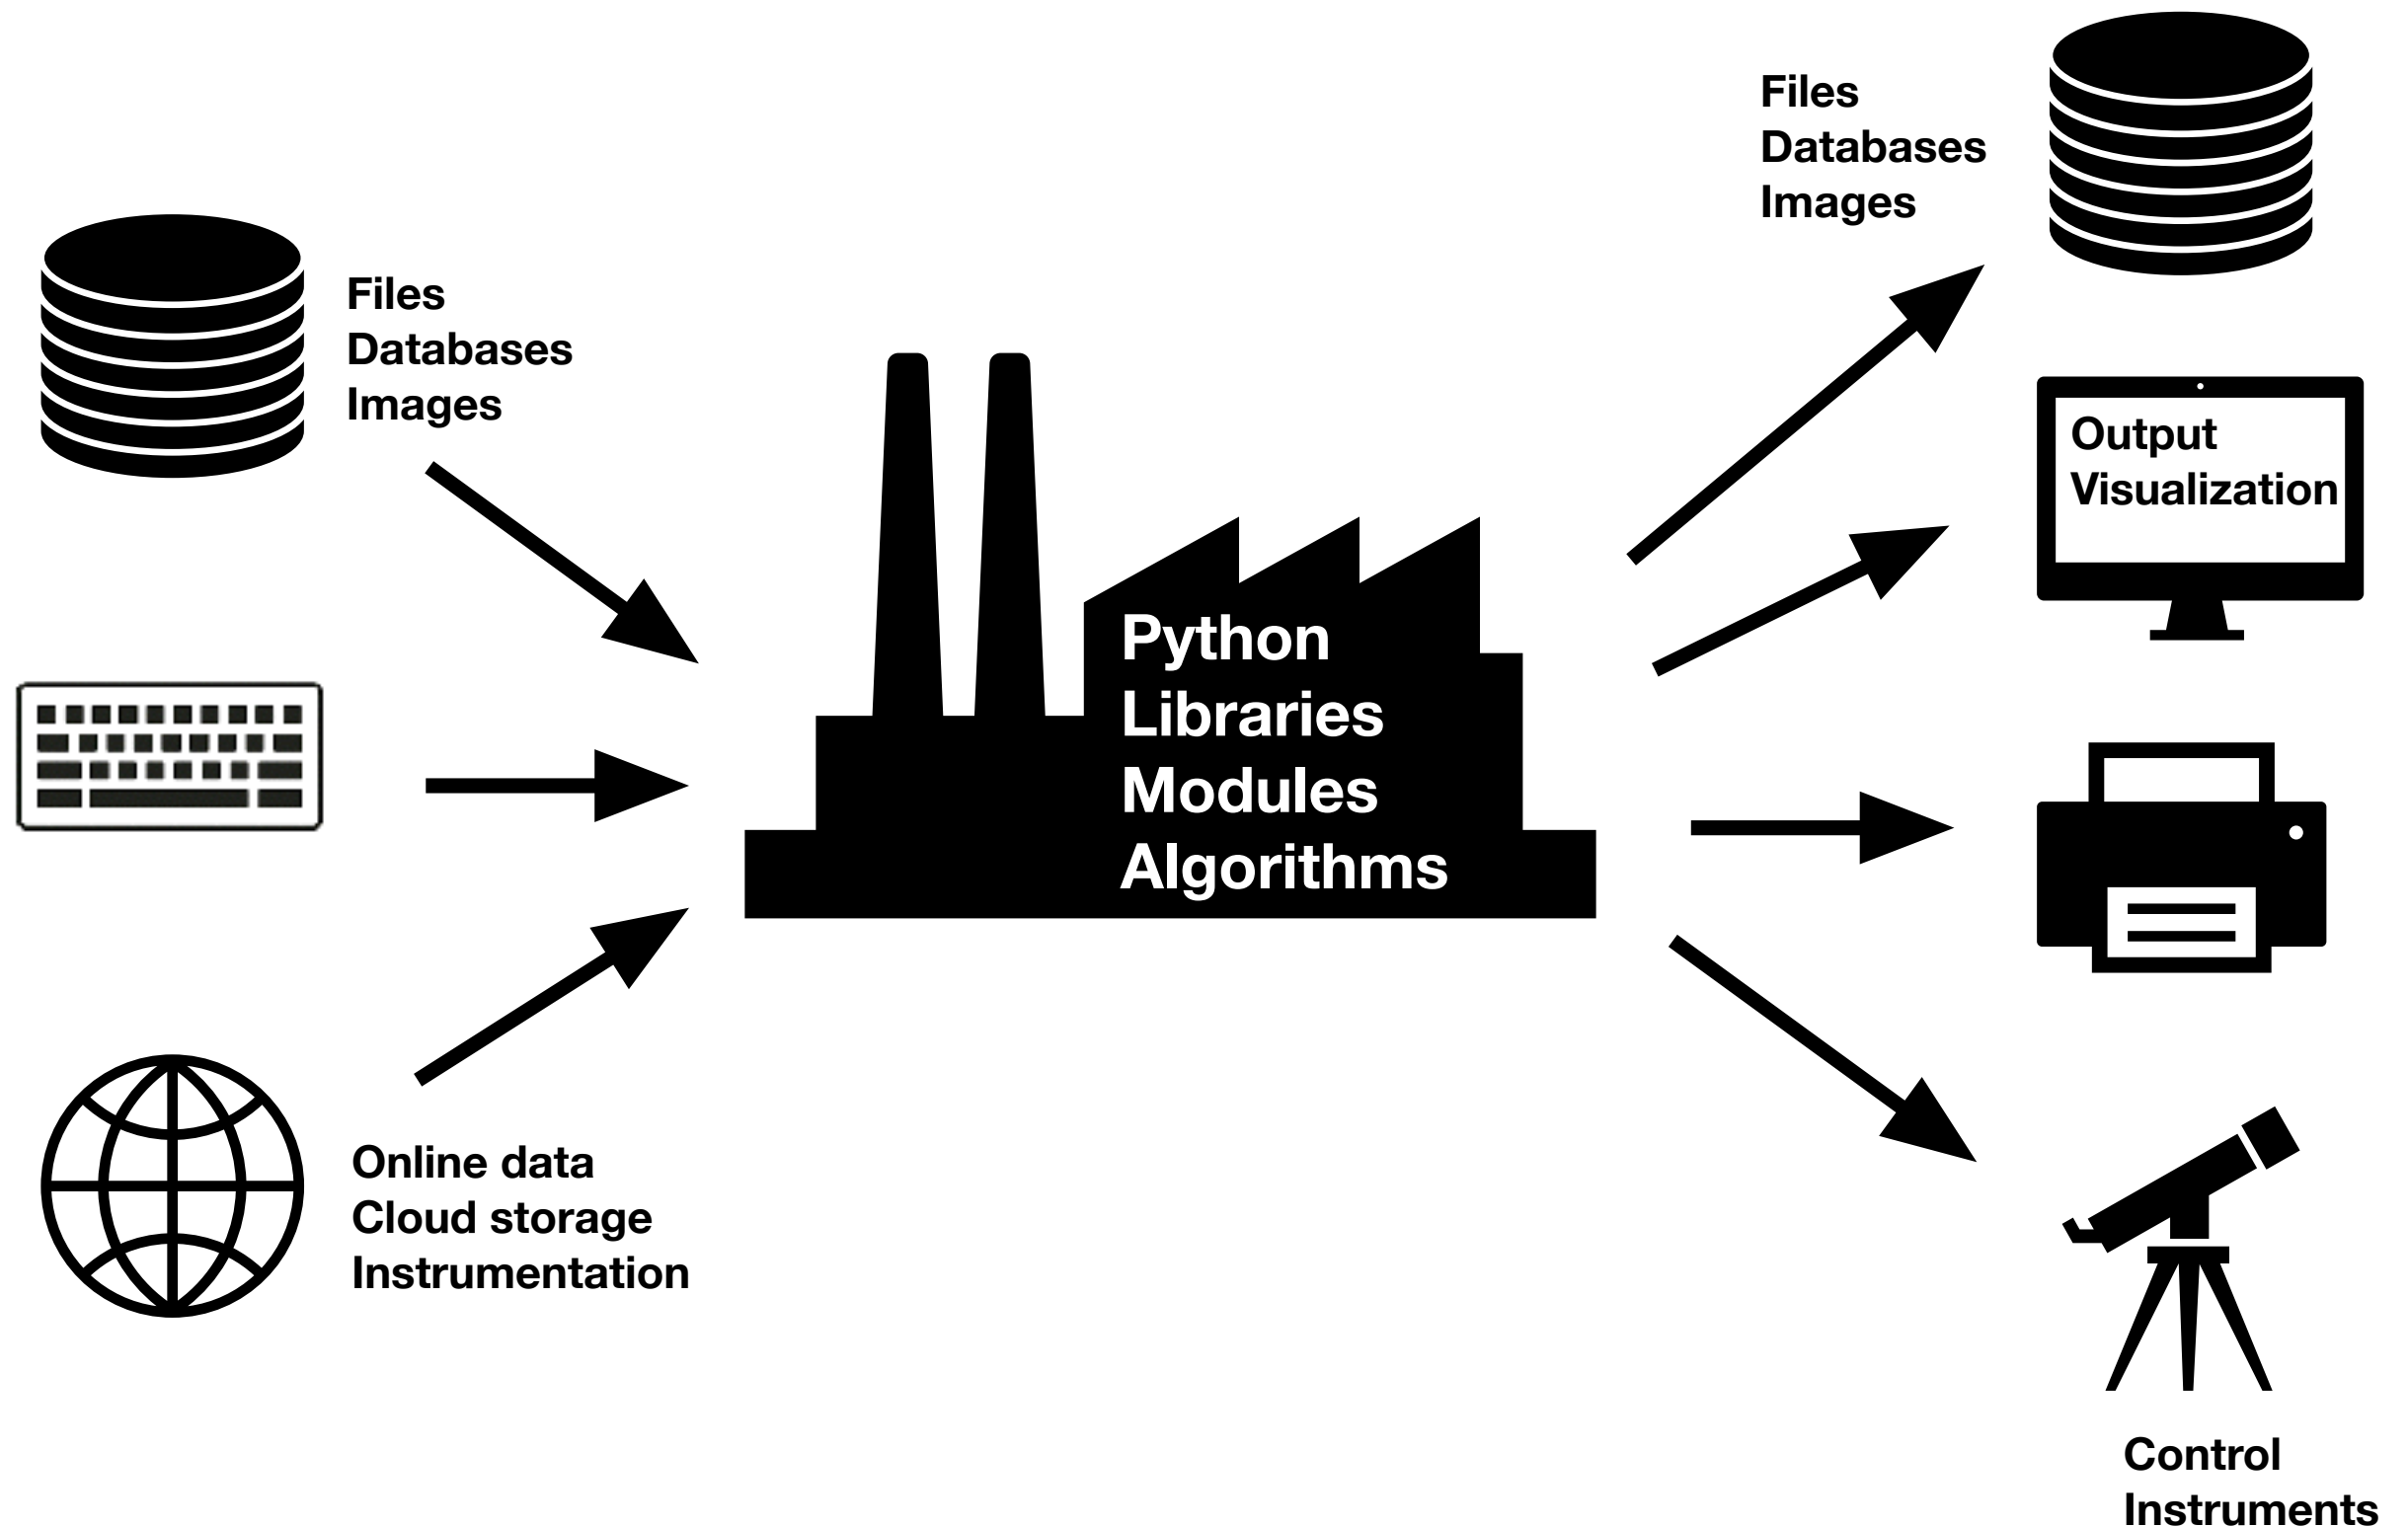 Files
Databases
Images
Online data
Cloud storage
Instrumentation
Python
Libraries
Modules
Algorithms
Files
Databases
Images
Output
Visualization
Control
Instruments